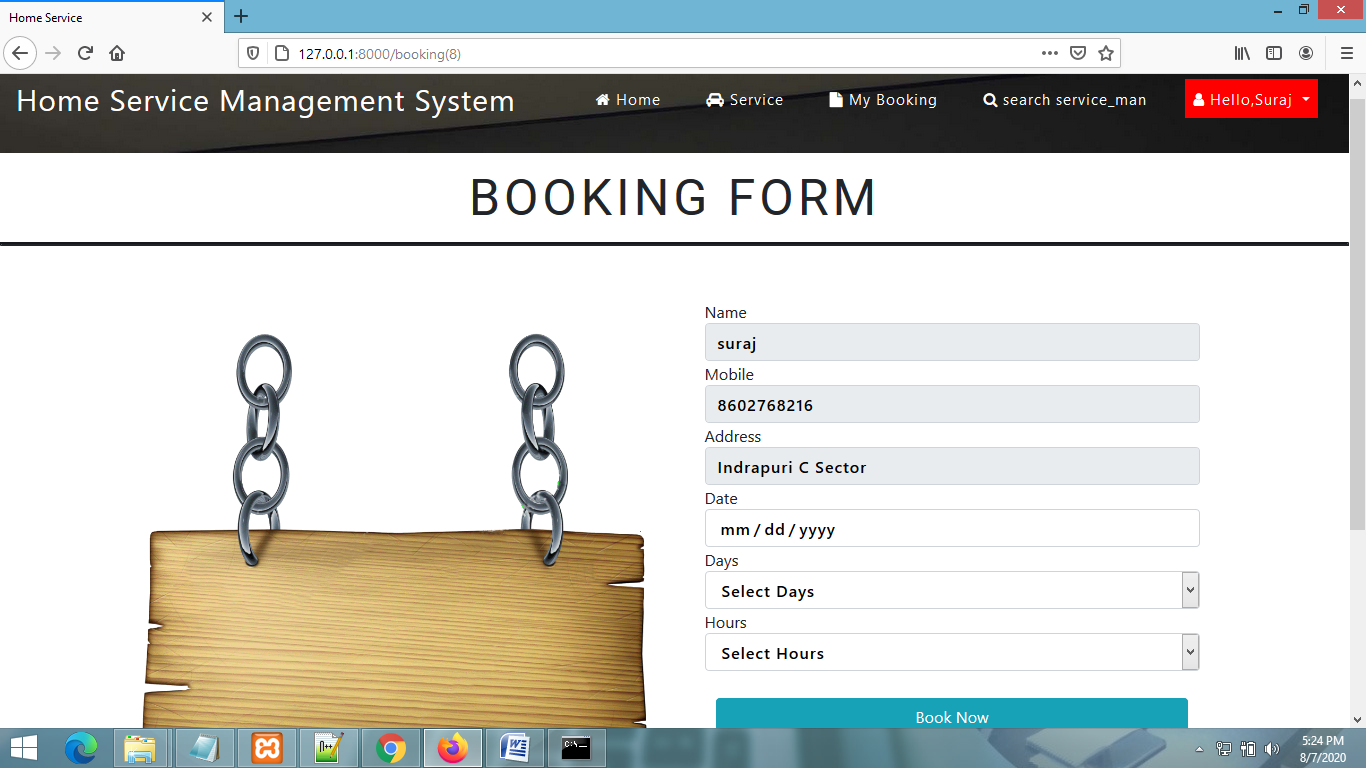 Home Service
127.0.0.1:8000/booking(8)
Home Service Management System
Home
Service
My Booking
search service_man
Hello,Suraj
BOOKING FORM
Name
suraj
Mobile
8602768216
Address
Indrapuri C Sector
Date
mm / dd / yyyy
Days
Select Days
Hours
Select Hours
Book Now
5:24 PM
8/7/2020